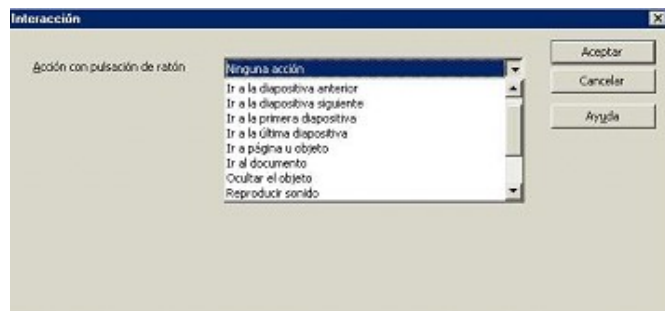 Interacción
Acción con pulsación de ratón
Ninguna acción
Ir a la diapositiva anterior
Ir a la diapositiva siguiente
Ir a la primera diapositiva
Ir a la última diapositiva
Ir a página u objeto
Ir al documento
Ocultar el objeto
Reproducir sonido
Aceptar
Cancelar
Ayuda